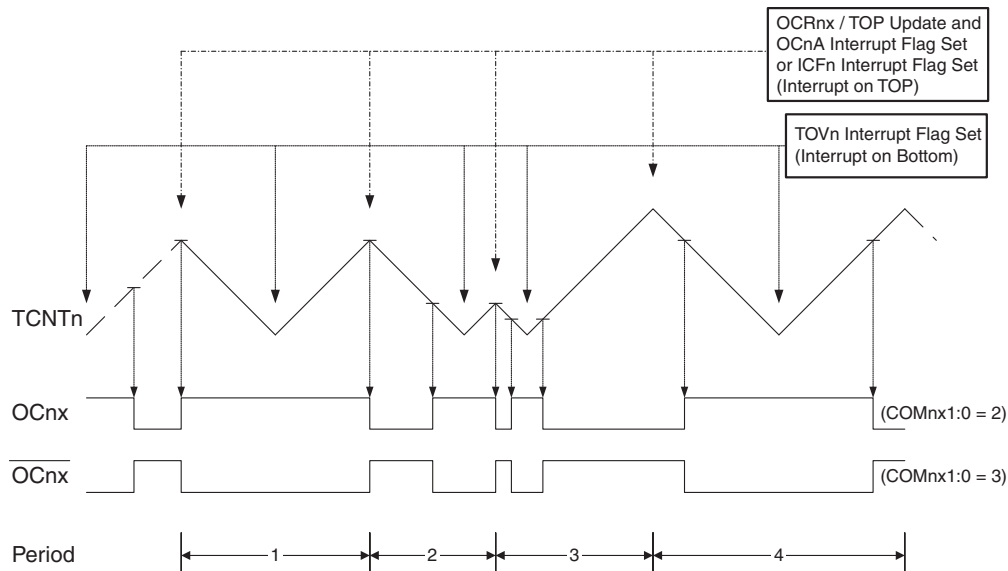 OCRnx / TOP Update and
OCnA Interrupt Flag Set
or ICFn Interrupt Flag Set
(Interrupt on TOP)
TOVn Interrupt Flag Set
(Interrupt on Bottom)
TCNTn
OCnx
(COMnx1:0 = 2)
OCnx
(COMnx1:0 = 3)
Period
1
2
3
4